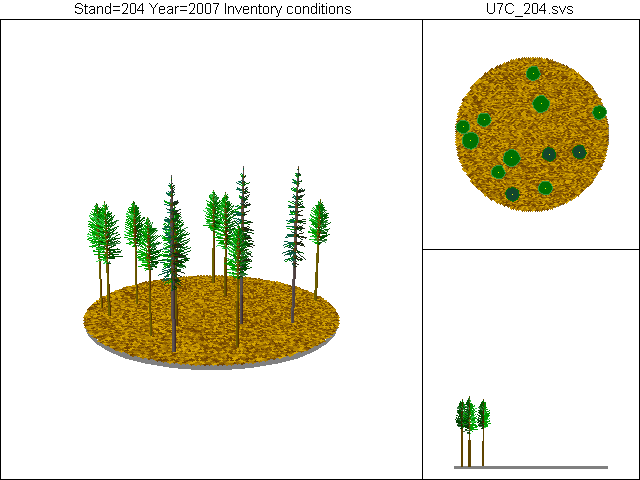 Stand=204 Year=2007 Inventory conditions
U7C_204.svs